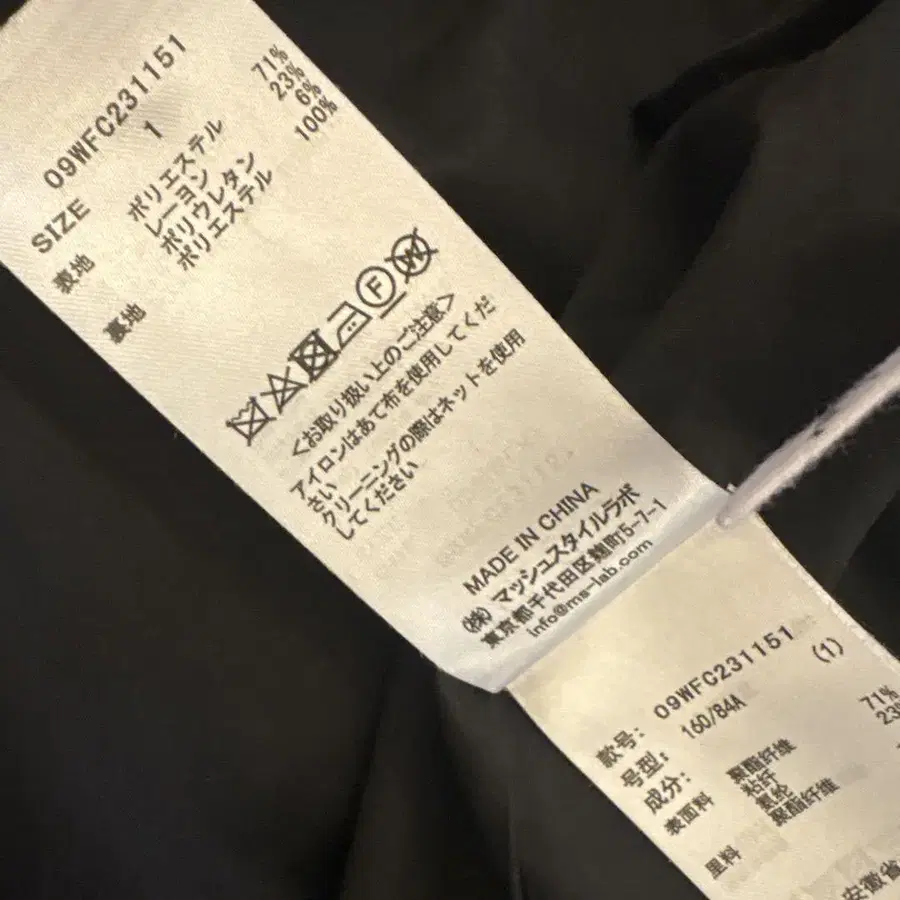 09WFC231151
SIZE 1
表地 ポリエステル 71%
レーヨン 23%
ポリウレタン 6%
裏地 ポリエステル 100%
F
W
<お取り扱い上のご注意>
アイロンはあて布を使用してくだ
さい
クリーニングの際はネットを使用
してください
MADE IN CHINA
(株)マッシュスタイルラボ
東京都千代田区麹町5-7-1
info@ms-lab.com
款号: 09WFC231151 (1)
号型: 160/84A
成分:
表面料 聚酯纤维 71%
粘纤 23%
氨纶
里料 聚酯纤维
安徽省